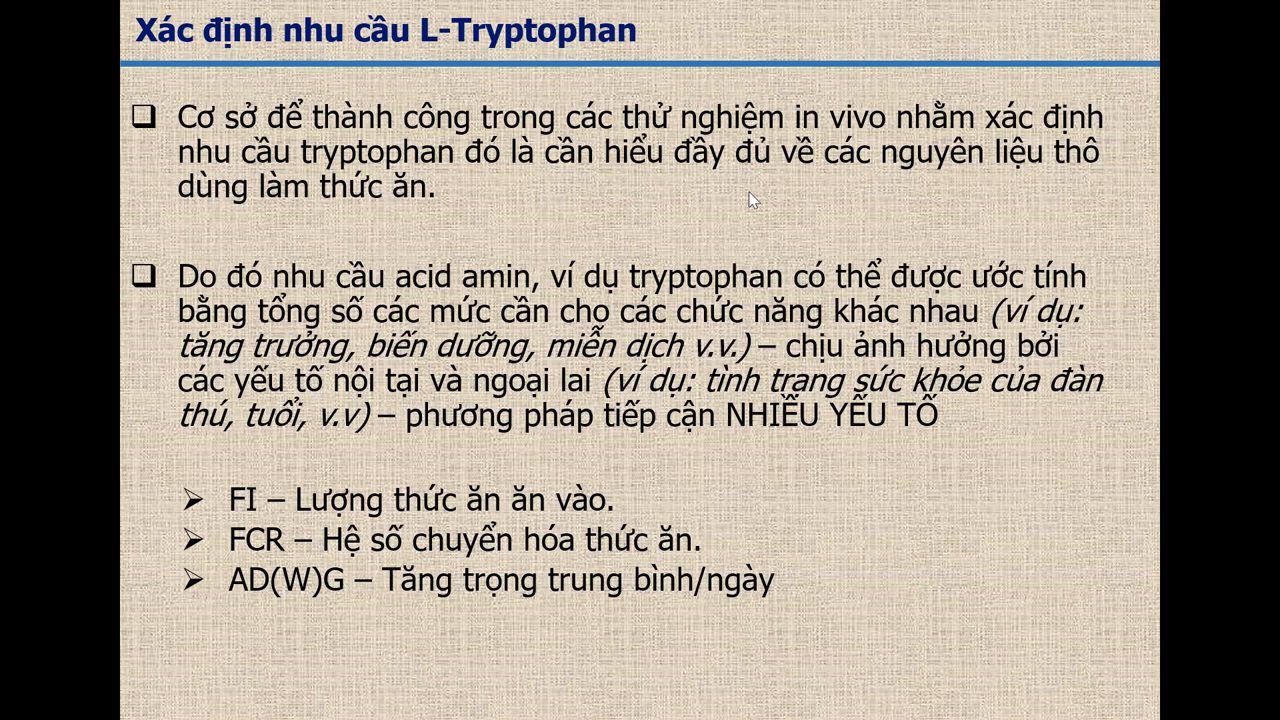 Xác định nhu cầu L-Tryptophan
Cơ sở để thành công trong các thử nghiệm in vivo nhằm xác định
nhu cầu tryptophan đó là cần hiểu đầy đủ về các nguyên liệu thô
dùng làm thức ăn.
Do đó nhu cầu acid amin, ví dụ tryptophan có thể được ước tính
bằng tổng số các mức cần cho các chức năng khác nhau (ví dụ:
tăng trưởng, biến dưỡng, miễn dịch v.v.) – chịu ảnh hưởng bởi
các yếu tố nội tại và ngoại lai (ví dụ: tình trạng sức khỏe của đàn
thú, tuổi, v.v) – phương pháp tiếp cận NHIỀU YẾU TỐ
FI – Lượng thức ăn ăn vào.
FCR – Hệ số chuyển hóa thức ăn.
AD(W)G – Tăng trọng trung bình/ngày